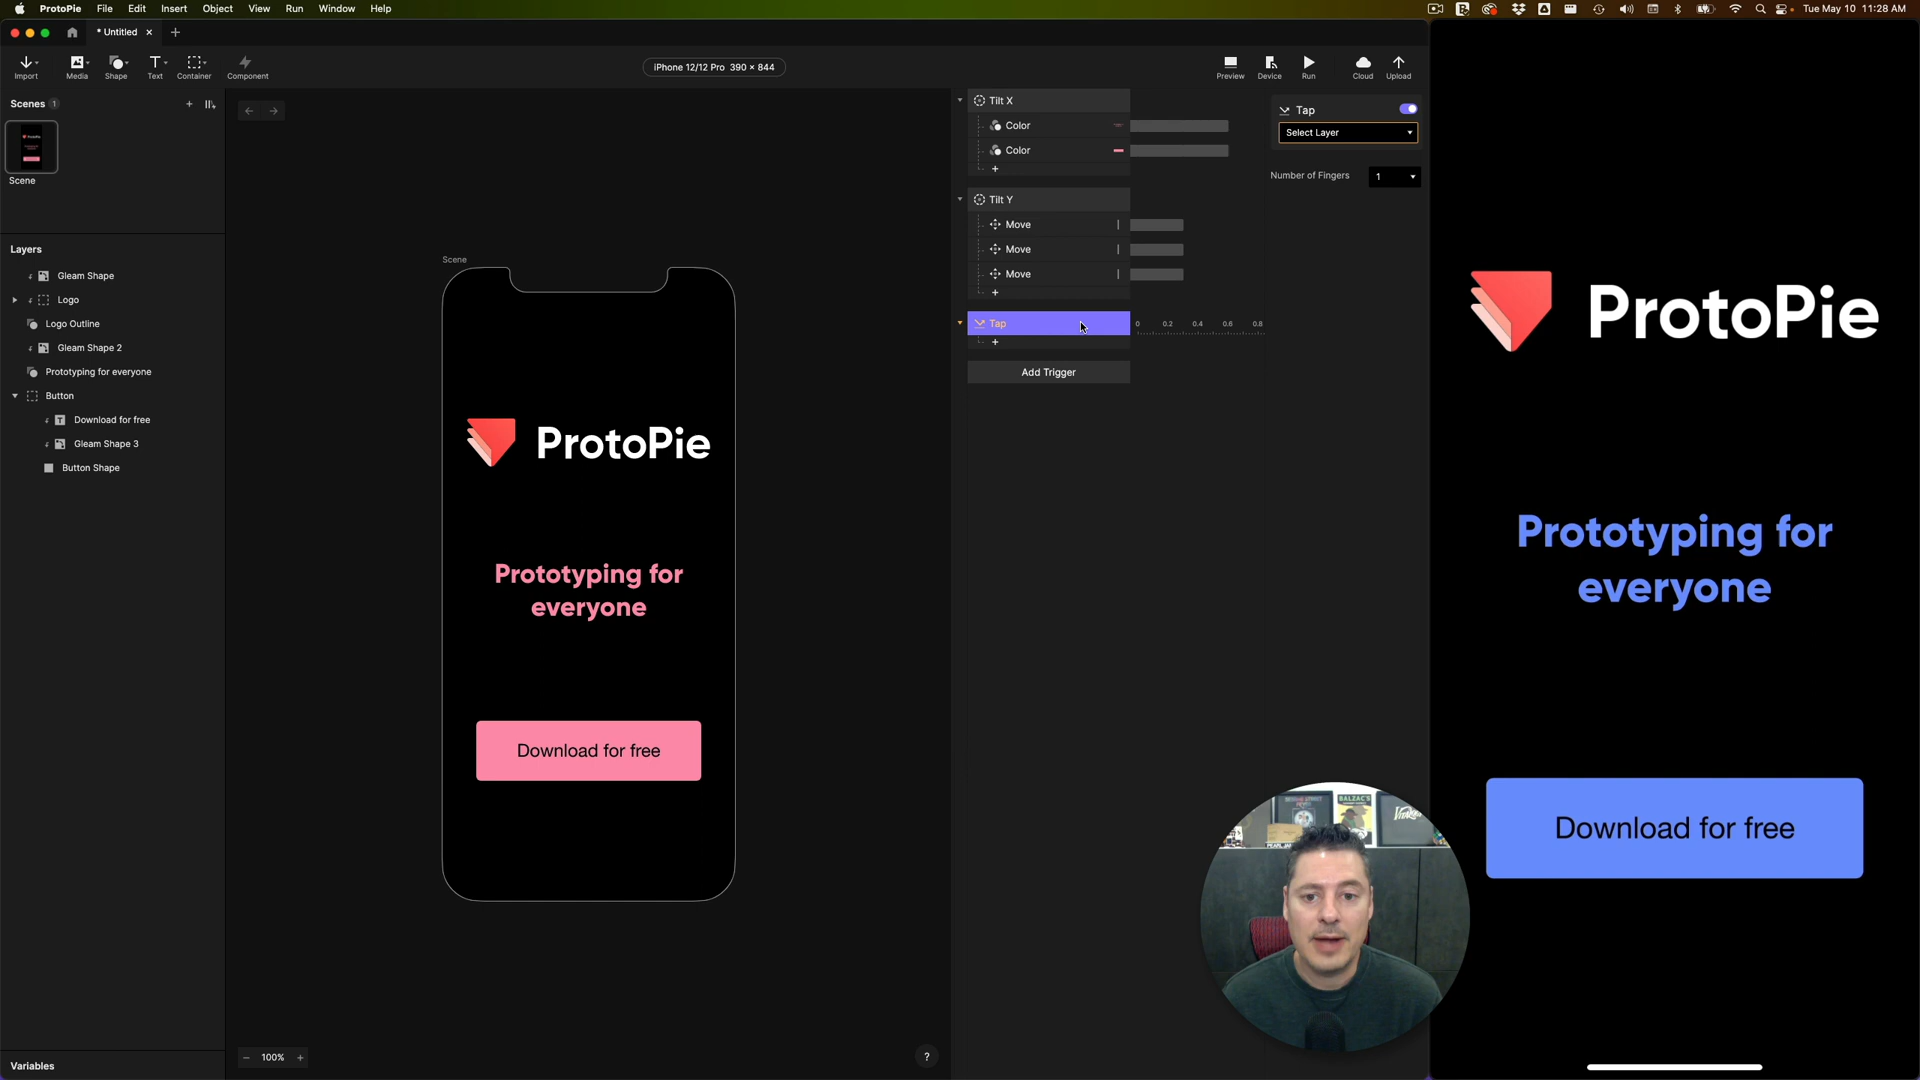 ProtoPie File Edit Insert Object View Run Window Help
Tue May 10 11:28 AM
* Untitled
Import
Media
Shape
Text
Container
Component
iPhone 12/12 Pro 390 × 844
Preview
Device
Run
Cloud
Upload
Scenes 1
Scene
Layers
Gleam Shape
Logo
Logo Outline
Gleam Shape 2
Prototyping for everyone
Button
Download for free
Gleam Shape 3
Button Shape
Variables
Scene
ProtoPie
Prototyping for
everyone
Download for free
100%
?
Tilt X
Color
Color
Tilt Y
Move
Move
Move
Tap
0 0.2 0.4 0.6 0.8
Add Trigger
Tap
Select Layer
Number of Fingers
1
BALZAC'S
ProtoPie
Prototyping for
everyone
Download for free